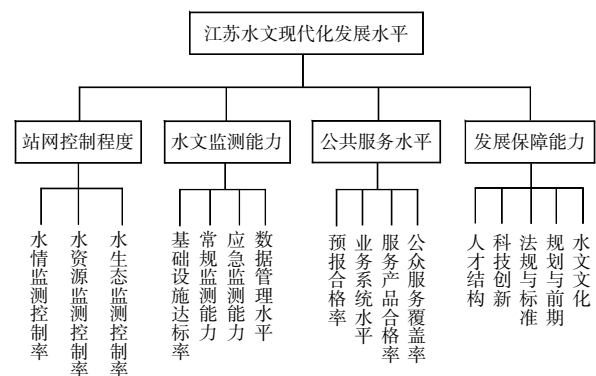 江苏水文现代化发展水平
站网控制程度
水文监测能力
公共服务水平
发展保障能力
水情监测控制率
水资源监测控制率
水生态监测控制率
基础设施达标率
常规监测能力
应急监测能力
数据管理水平
预报合格率
业务系统水平
服务产品合格率
公众服务覆盖率
人才结构
科技创新
法规与标准
规划与前期
水文文化